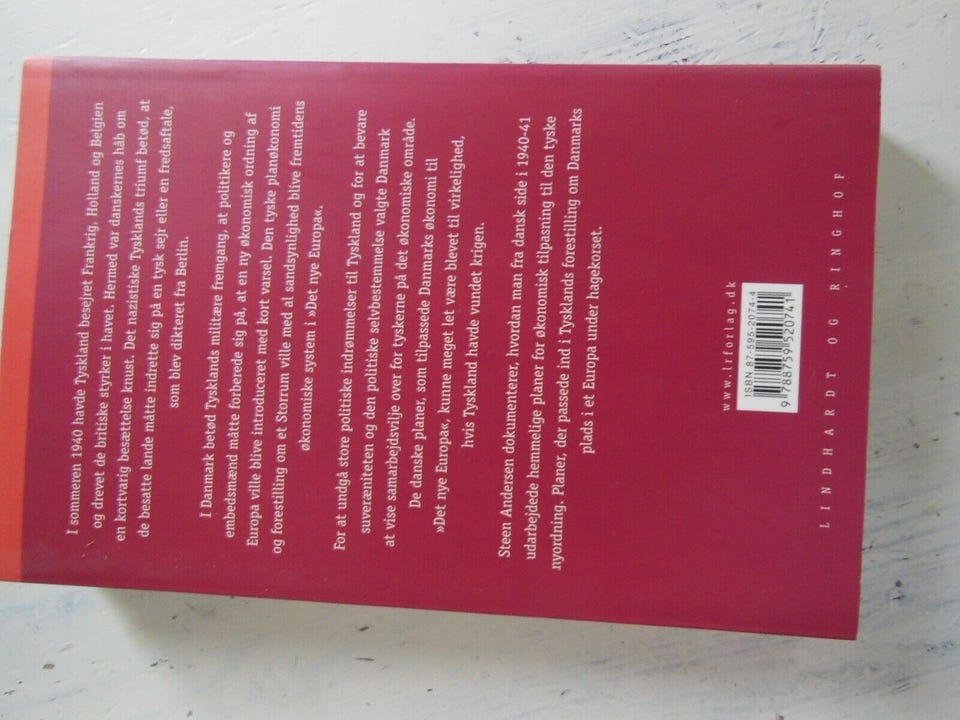 I sommeren 1940 havde Tyskland besejret Frankrig, Holland og Belgien
og drevet de britiske styrker i havet. Hermed var danskernes håb om
en kortvarig besættelse knust. Det nazistiske Tysklands triumf betød, at
de besatte lande måtte indrette sig på en tysk sejr eller en fredsaftale,
som blev dikteret fra Berlin.
I Danmark betød Tysklands militære fremgang, at politikere og
embedsmænd måtte forberede sig på, at en ny økonomisk ordning af
Europa ville blive introduceret med kort varsel. Den tyske planøkonomi
og forestilling om et Storrum ville med al sandsynlighed blive fremtidens
økonomiske system i »Det nye Europa«.
For at undgå store politiske indrømmelser til Tyskland og for at bevare
suveræniteten og den politiske selvbestemmelse valgte Danmark
at vise samarbejdsvilje over for tyskerne på det økonomiske område.
De danske planer, som tilpassede Danmarks økonomi til
»Det nye Europa«, kunne meget let være blevet til virkelighed,
hvis Tyskland havde vundet krigen.
Steen Andersen dokumenterer, hvordan man fra dansk side i 1940-41
udarbejdede hemmelige planer for økonomisk tilpasning til den tyske
nyordning. Planer, der passede ind i Tysklands forestilling om Danmarks
plads i et Europa under hagekorset.
www.lrforlag.dk
ISBN 87-595-2074-4
9 788759 520741
LINDHARDT OG RINGHOF